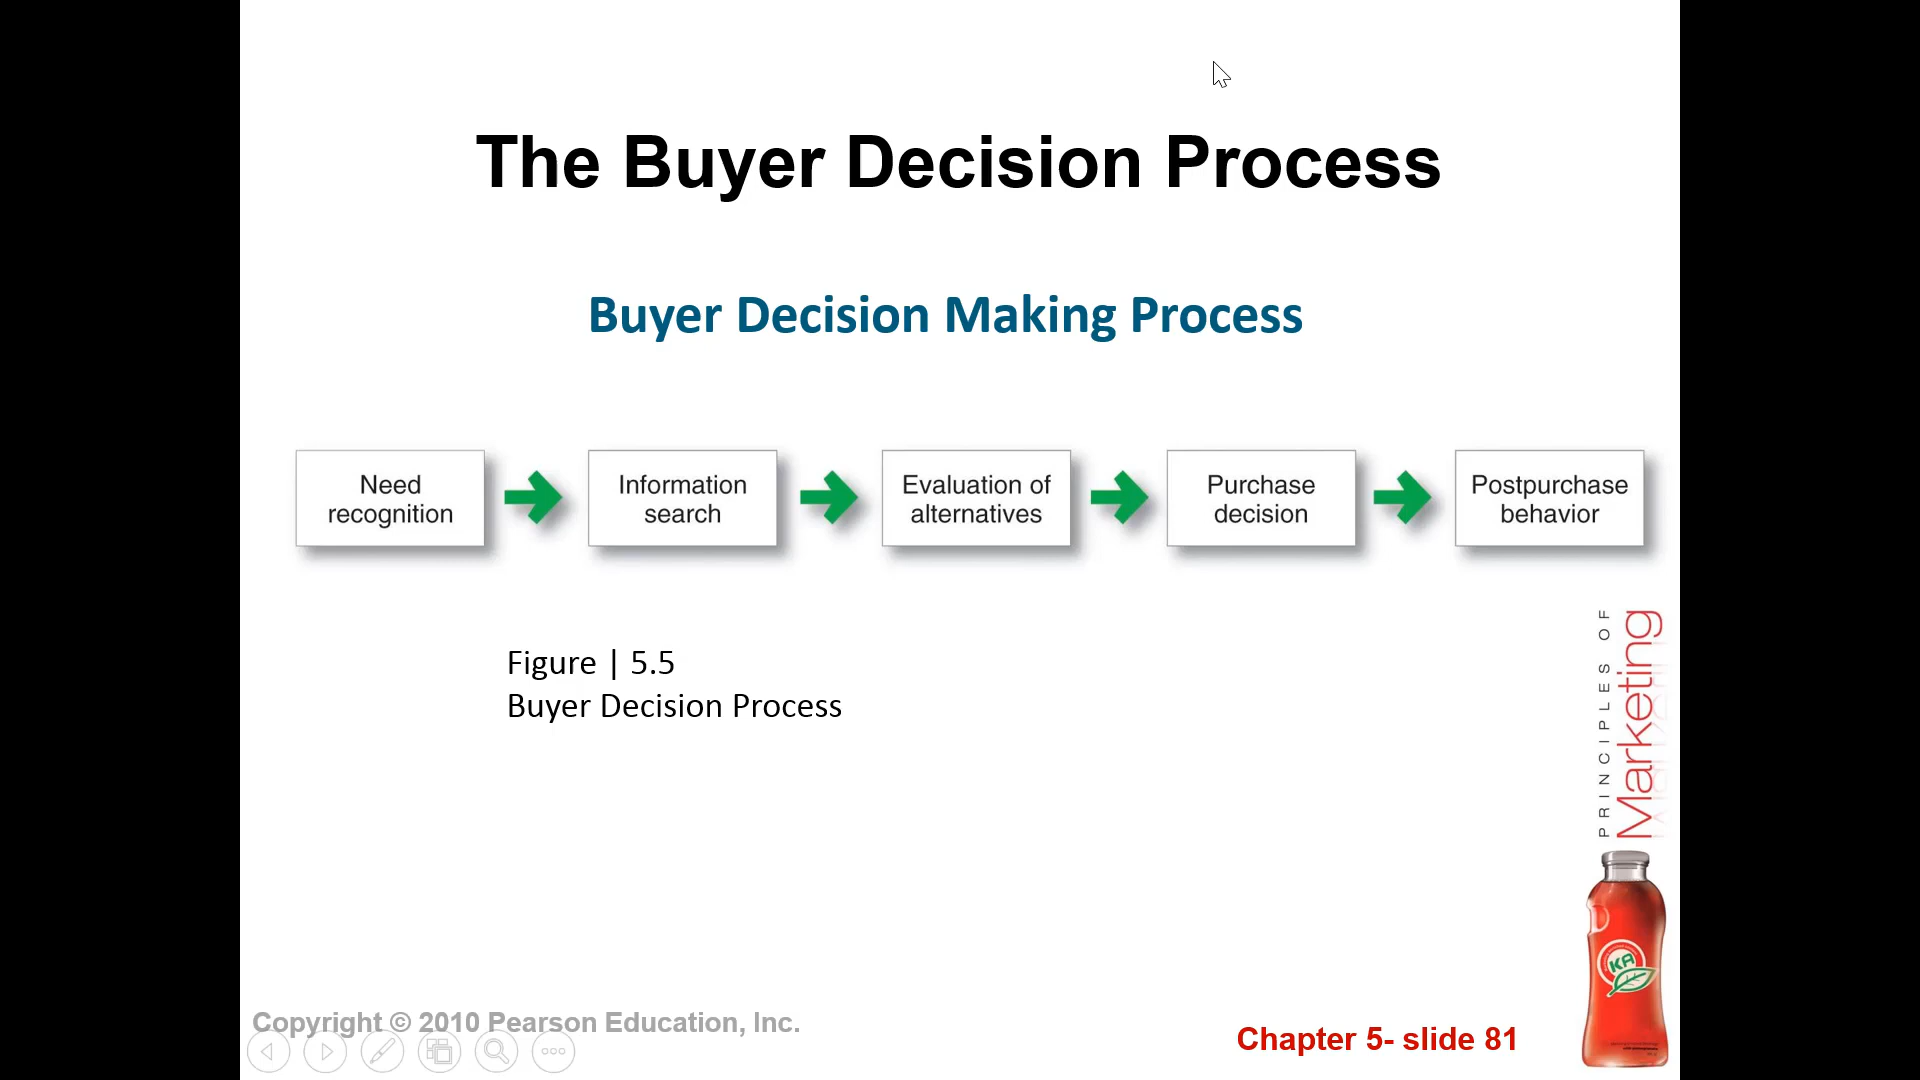 The Buyer Decision Process
Buyer Decision Making Process
Need
recognition
Information
search
Evaluation of
alternatives
Purchase
decision
Postpurchase
behavior
Figure | 5.5
Buyer Decision Process
PRINCIPLES OF
Marketing
KA
Copyright © 2010 Pearson Education, Inc.
Chapter 5- slide 81